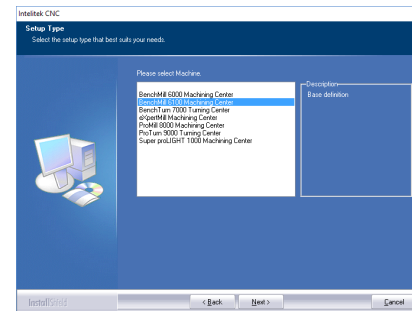 Intelitek CNC
Setup Type
Select the setup type that best suits your needs.
Please select Machine.
BenchMill 6000 Machining Center
BenchMill 6100 Machining Center
BenchTurn 7000 Turning Center
eXpertMill Machining Center
ProMill 8000 Machining Center
ProTurn 9000 Turning Center
Super proLIGHT 1000 Machining Center
Description
Base definition
InstallShield
< Back
Next >
Cancel